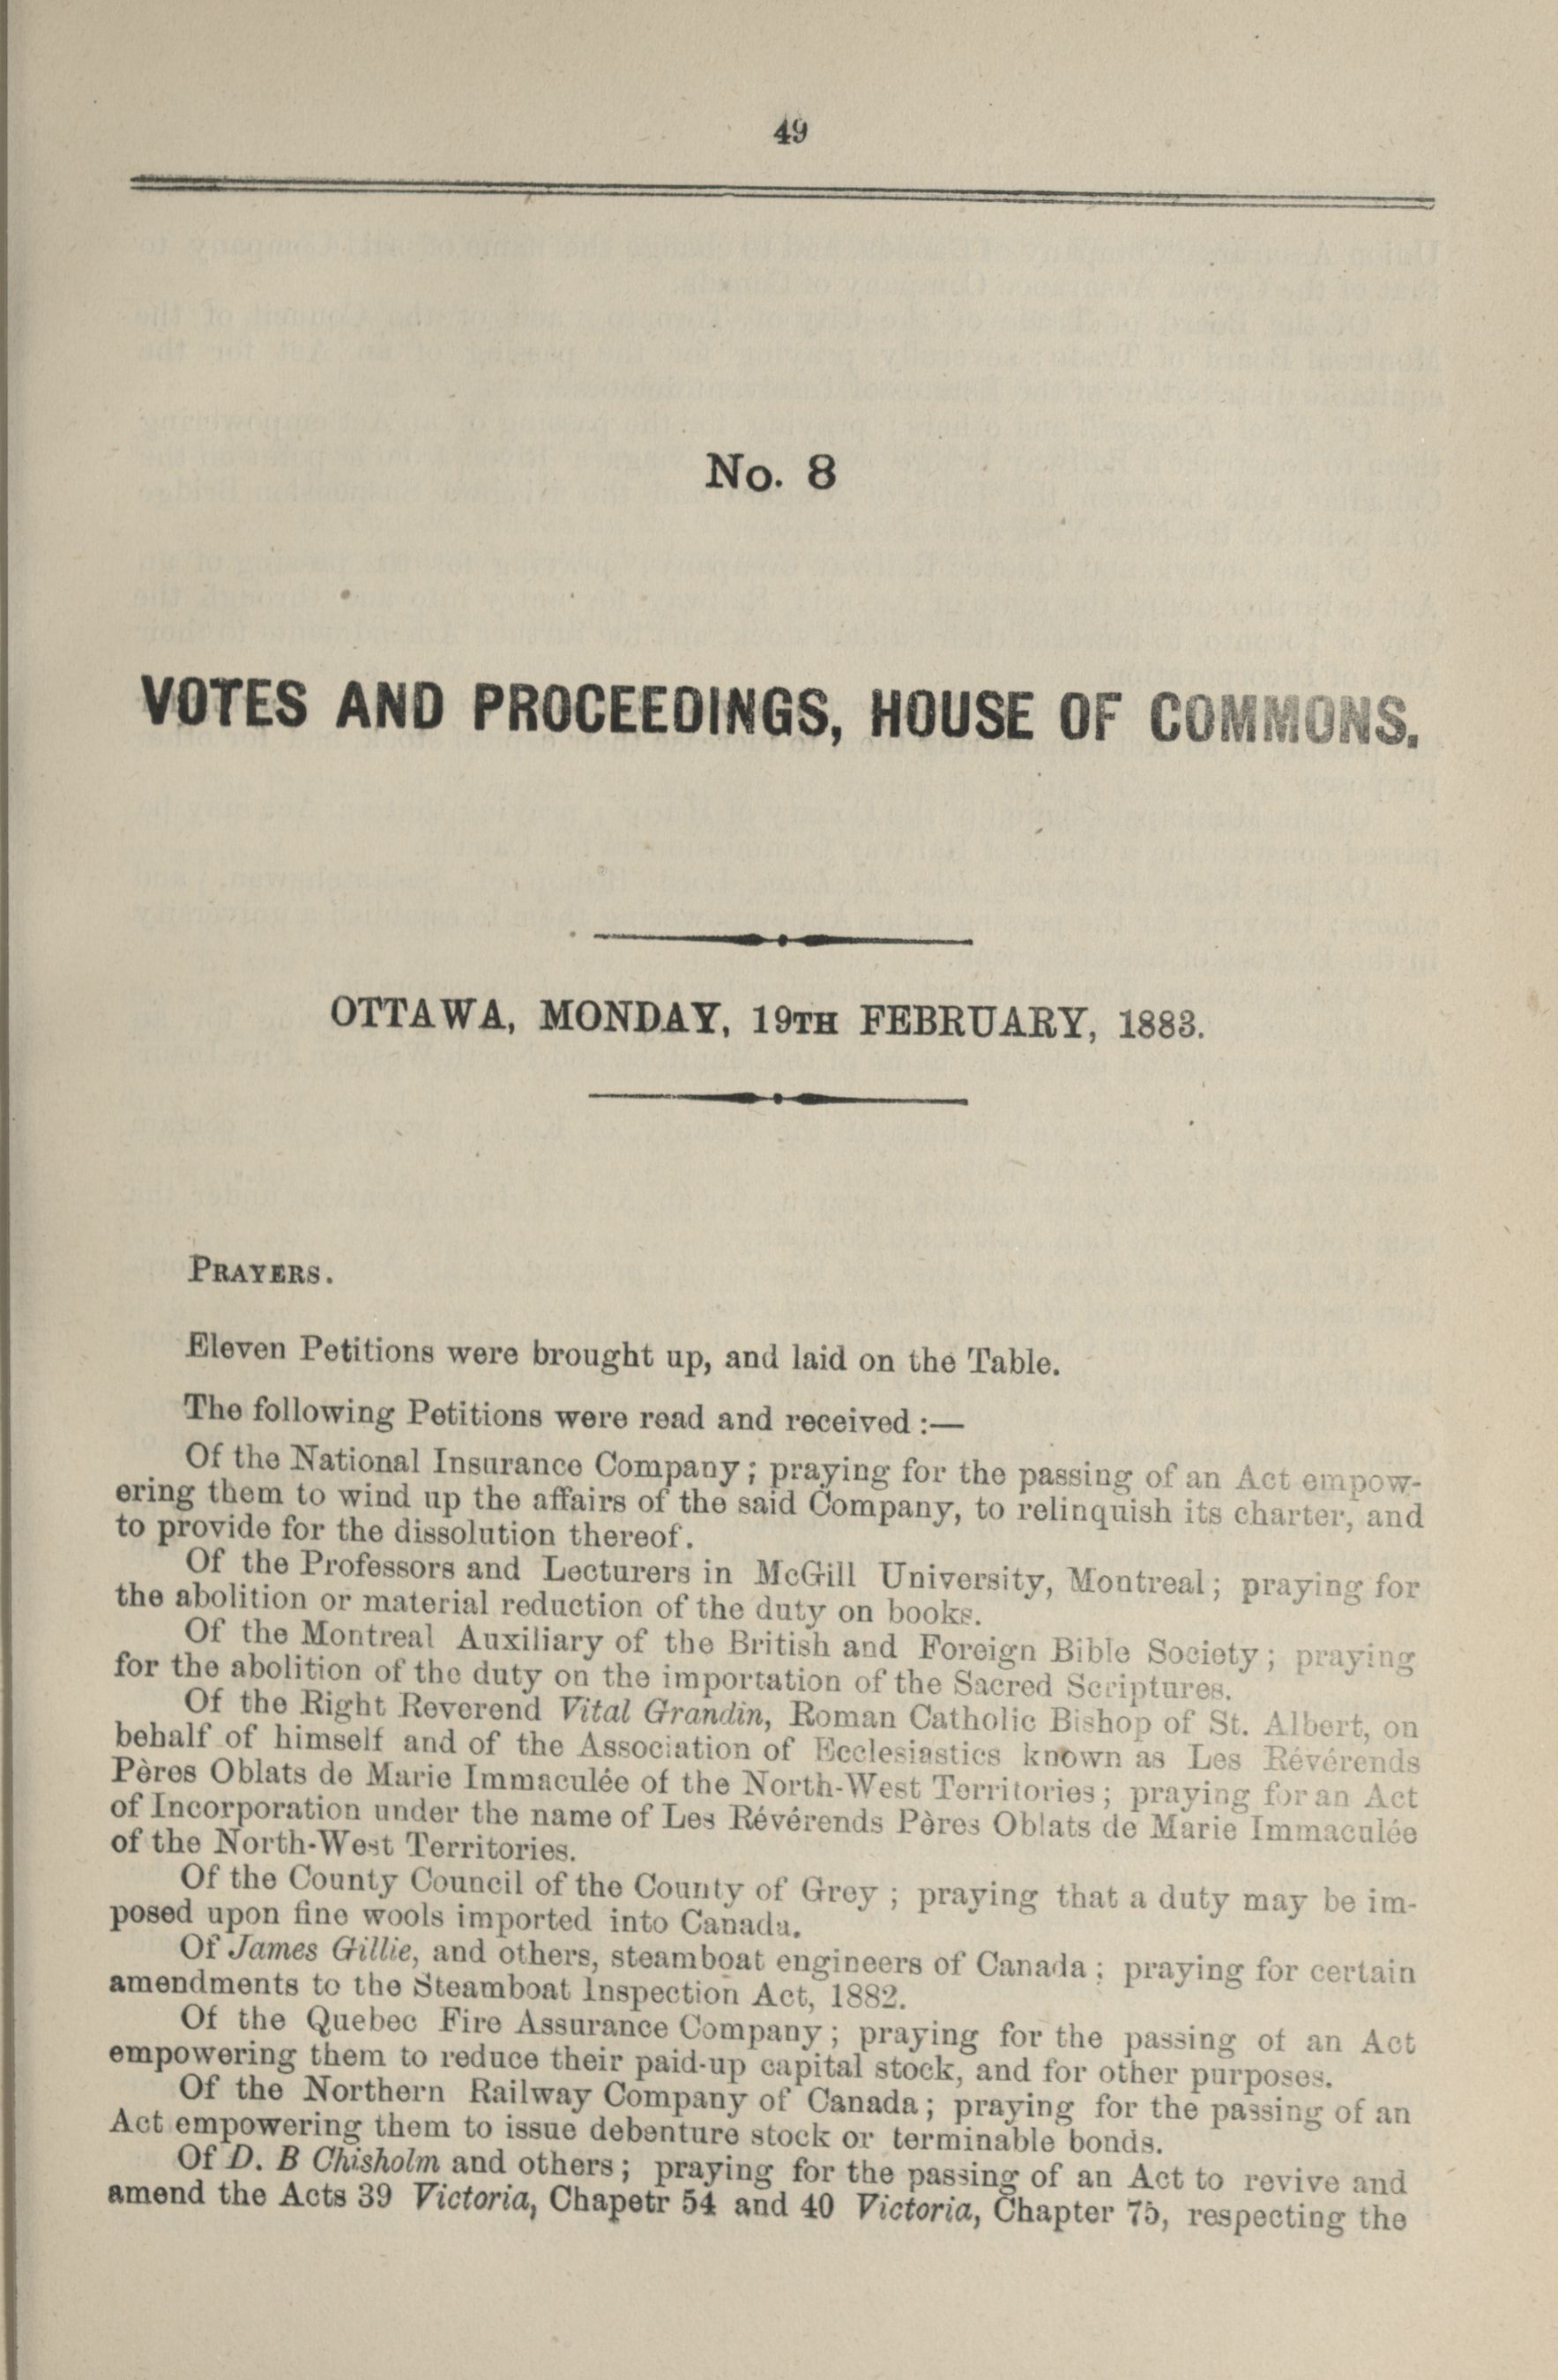 49
No. 8
VOTES AND PROCEEDINGS, HOUSE OF COMMONS.
OTTAWA, MONDAY, 19TH FEBRUARY, 1883.
PRAYERS.
Eleven Petitions were brought up, and laid on the Table.
The following Petitions were read and received :—
Of the National Insurance Company ; praying for the passing of an Act empow-
ering them to wind up the affairs of the said Company, to relinquish its charter, and
to provide for the dissolution thereof.
Of the Professors and Lecturers in McGill University, Montreal ; praying for
the abolition or material reduction of the duty on books.
Of the Montreal Auxiliary of the British and Foreign Bible Society ; praying
for the abolition of the duty on the importation of the Sacred Scriptures.
Of the Right Reverend Vital Grandin, Roman Catholic Bishop of St. Albert, on
behalf of himself and of the Association of Ecclesiastics known as Les Révérends
Pères Oblats de Marie Immaculée of the North-West Territories ; praying for an Act
of Incorporation under the name of Les Révérends Pères Oblats de Marie Immaculée
of the North-West Territories.
Of the County Council of the County of Grey ; praying that a duty may be im-
posed upon fine wools imported into Canada.
Of James Gillie, and others, steamboat engineers of Canada ; praying for certain
amendments to the Steamboat Inspection Act, 1882.
Of the Quebec Fire Assurance Company ; praying for the passing of an Act
empowering them to reduce their paid-up capital stock, and for other purposes.
Of the Northern Railway Company of Canada ; praying for the passing of an
Act empowering them to issue debenture stock or terminable bonds.
Of D. B Chisholm and others ; praying for the passing of an Act to revive and
amend the Acts 39 Victoria, Chapetr 54 and 40 Victoria, Chapter 75, respecting the